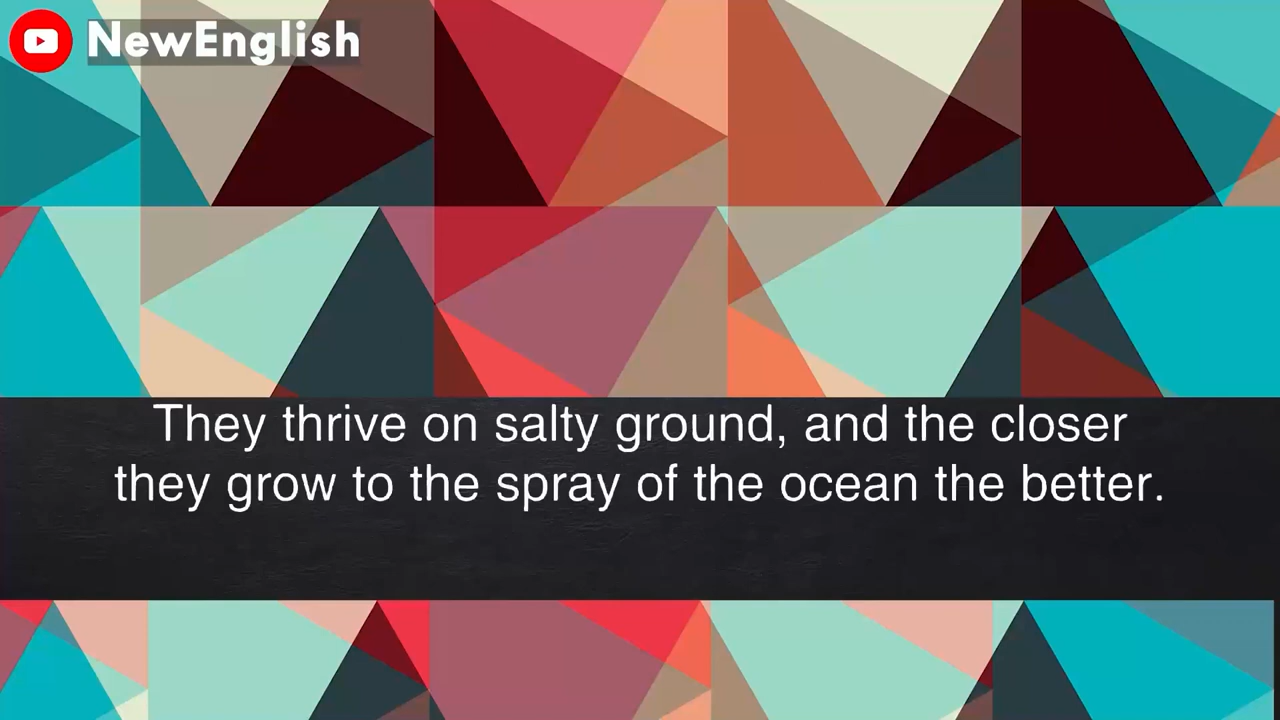 NewEnglish
They thrive on salty ground, and the closer
they grow to the spray of the ocean the better.